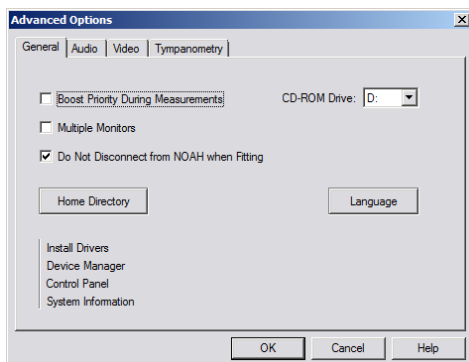 Advanced Options
General Audio Video Tympanometry
Boost Priority During Measurements CD-ROM Drive: D:
Multiple Monitors
Do Not Disconnect from NOAH when Fitting
Home Directory Language
Install Drivers
Device Manager
Control Panel
System Information
OK Cancel Help